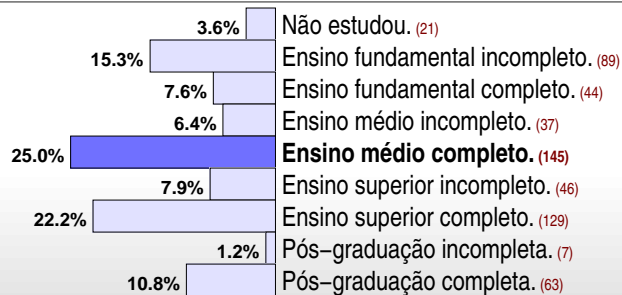 3.6% Não estudou. (21)
15.3% Ensino fundamental incompleto. (89)
7.6% Ensino fundamental completo. (44)
6.4% Ensino médio incompleto. (37)
25.0% Ensino médio completo. (145)
7.9% Ensino superior incompleto. (46)
22.2% Ensino superior completo. (129)
1.2% Pós−graduação incompleta. (7)
10.8% Pós−graduação completa. (63)